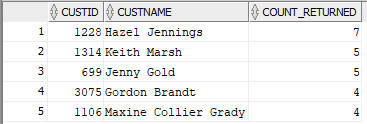 CUSTID CUSTNAME COUNT_RETURNED
1 1228 Hazel Jennings 7
2 1314 Keith Marsh 5
3 699 Jenny Gold 5
4 3075 Gordon Brandt 4
5 1106 Maxine Collier Grady 4